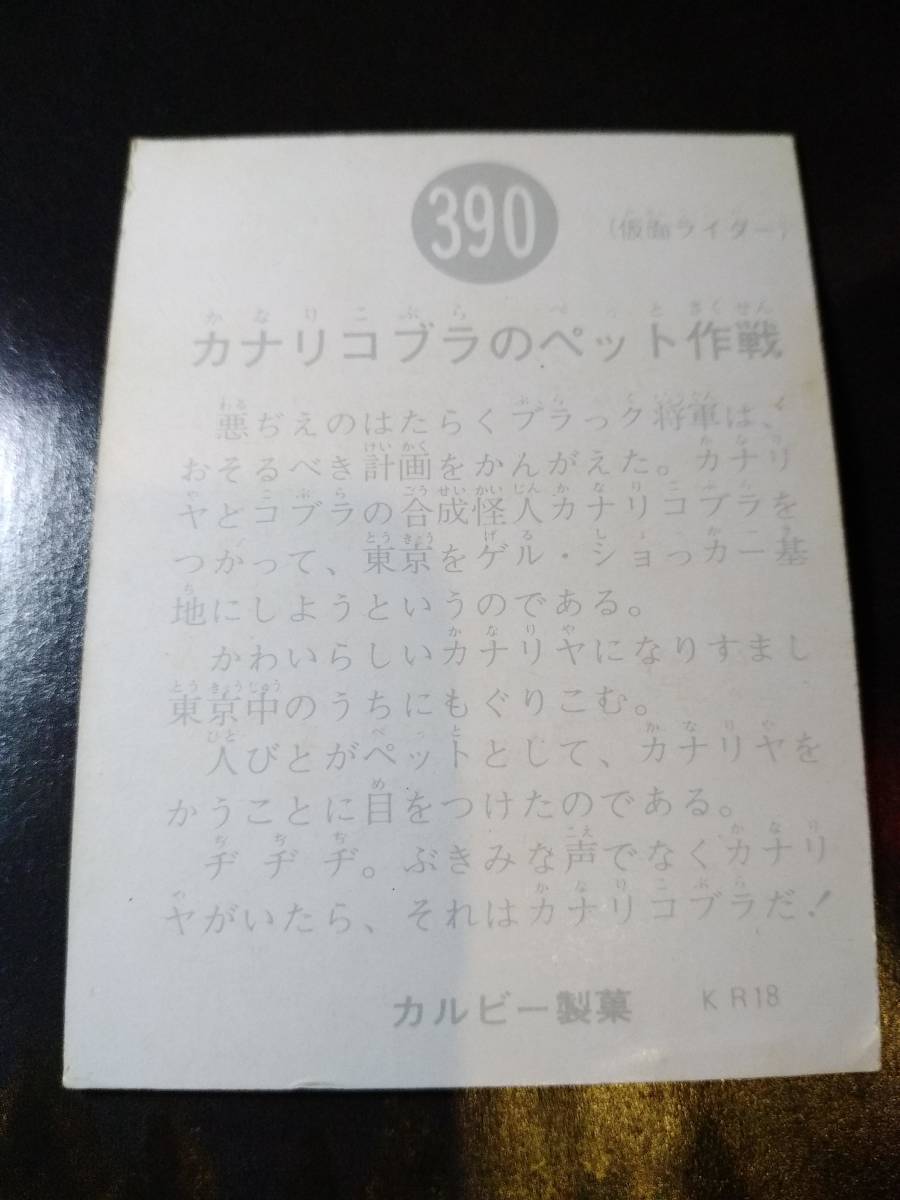 390
(仮面ライダー)
カナリコブラのペット作戦
悪ぢえのはたらくブラック将軍は、
おそるべき計画をかんがえた。カナリ
ヤとコブラの合成怪人カナリコブラを
つかって、東京をゲル・ショッカー基
地にしようというのである。
かわいらしいカナリヤになりすまし
東京中のうちにもぐりこむ。
人びとがペットとして、カナリヤを
かうことに目をつけたのである。
ヂヂヂ。ぶきみな声でなくカナリ
ヤがいたら、それはカナリコブラだ!
カルビー製菓 KR18